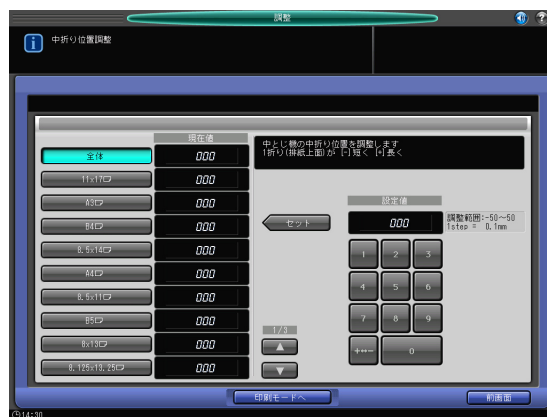 調整
中折り位置調整
現在値
中とじ機の中折り位置を調整します
1折り(排紙上面)が [-]短く [+]長く
全体 000
11x17 000
A3 000
B4 000
8.5x14 000
A4 000
8.5x11 000
B5 000
8x13 000
8.125x13.25 000
設定値
セット
000
調整範囲:-50～50
1step = 0.1mm
1 2 3
4 5 6
7 8 9
+↔- 0
1/3
印刷モードへ
前画面
14:30